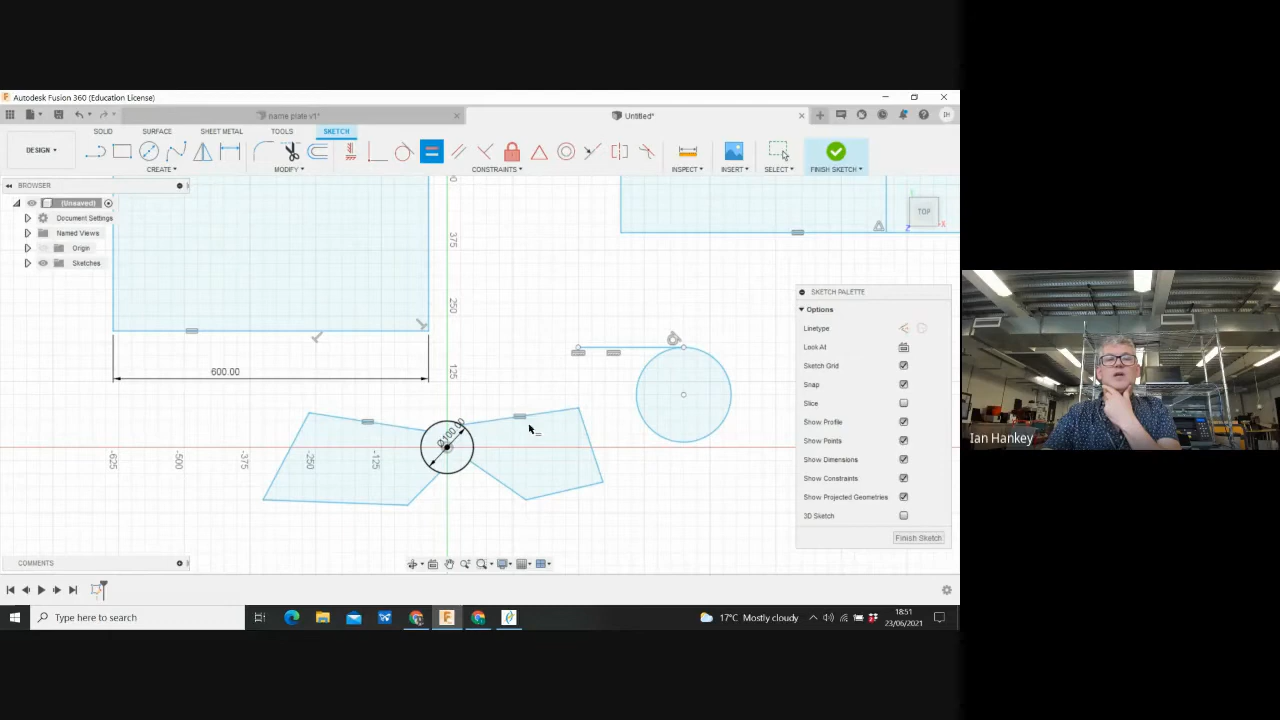 Autodesk Fusion 360 (Education License)
name plate v1*
Untitled*
SOLID SURFACE SHEET METAL TOOLS SKETCH
DESIGN
CREATE MODIFY CONSTRAINTS INSPECT INSERT SELECT FINISH SKETCH
BROWSER
(Unsaved)
Document Settings
Named Views
Origin
Sketches
TOP
X
Z
375
250
125
600.00
Ø100.00
-625
-500
-375
-250
-125
SKETCH PALETTE
Options
Linetype
Look At
Sketch Grid
Snap
Slice
Show Profile
Show Points
Show Dimensions
Show Constraints
Show Projected Geometries
3D Sketch
Finish Sketch
COMMENTS
Type here to search
17°C Mostly cloudy
18:51
23/06/2021
Ian Hankey